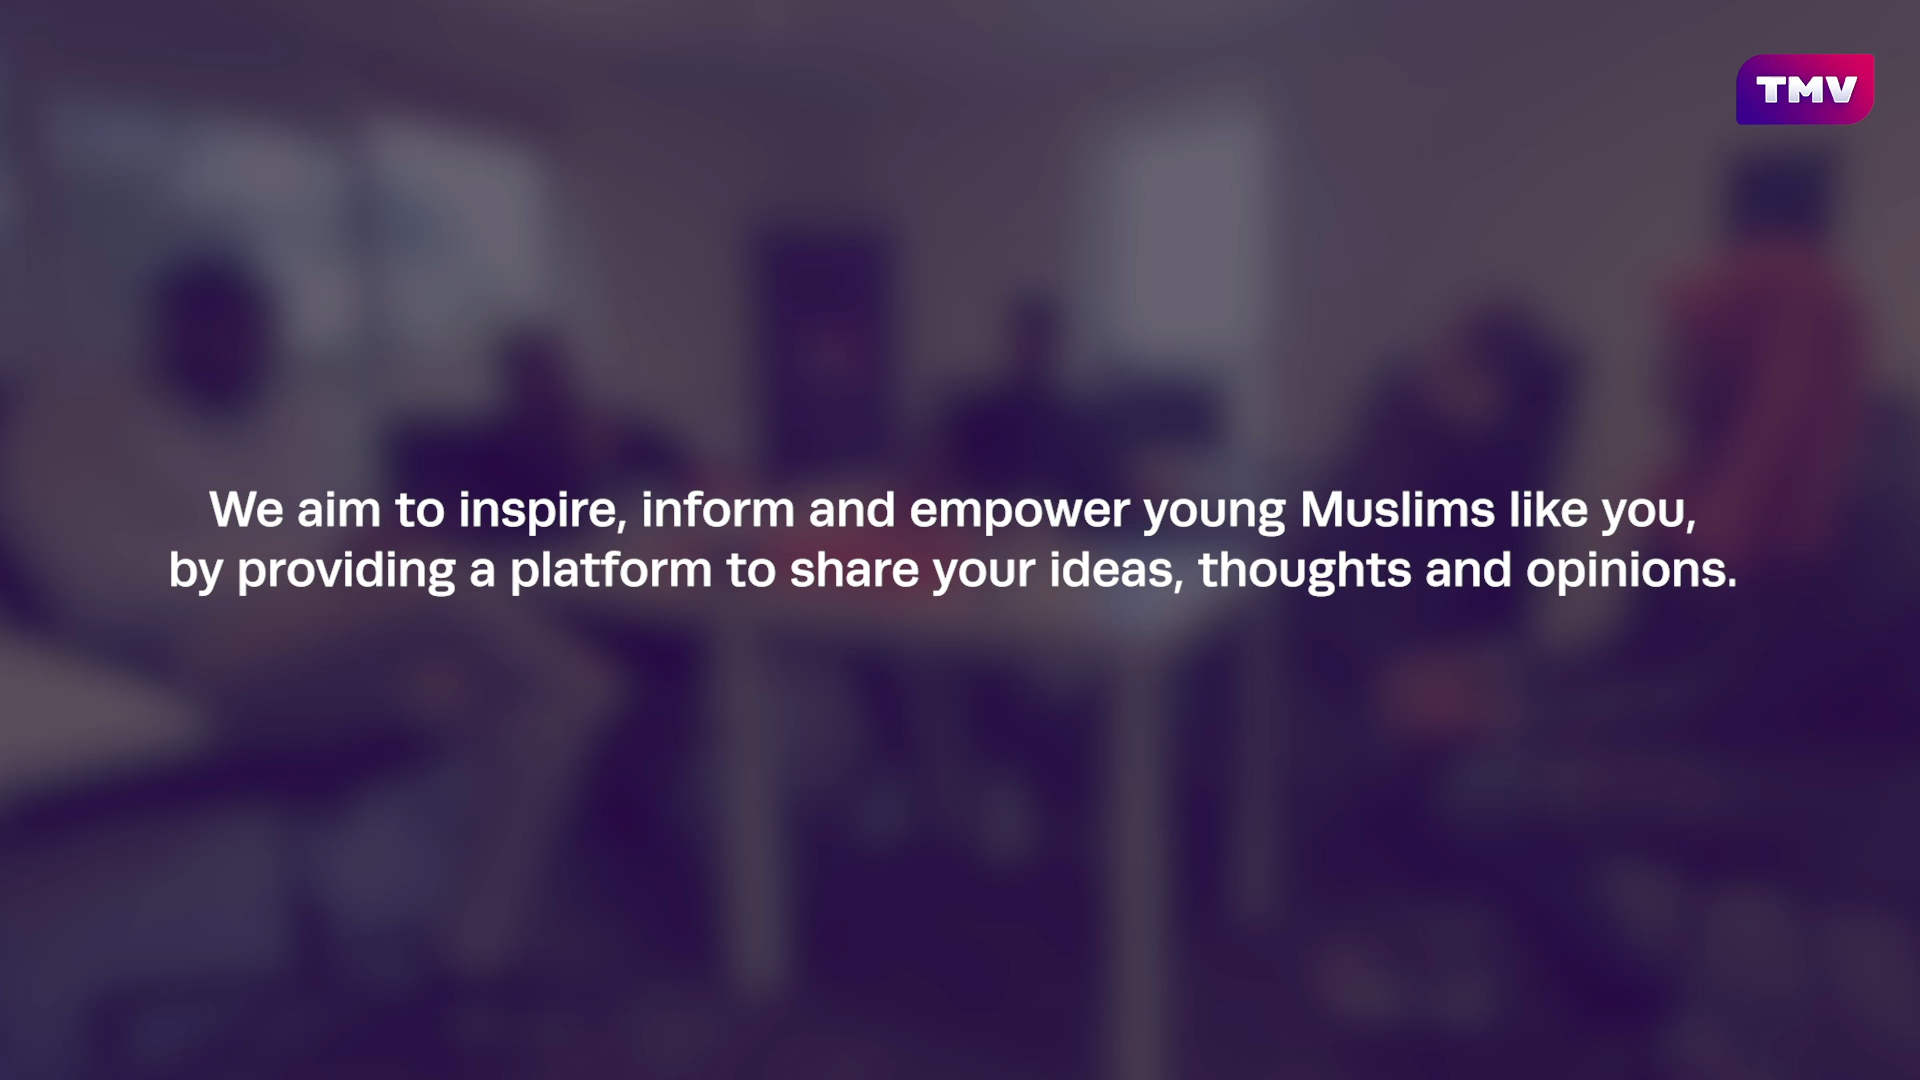 TMV
We aim to inspire, inform and empower young Muslims like you,
by providing a platform to share your ideas, thoughts and opinions.